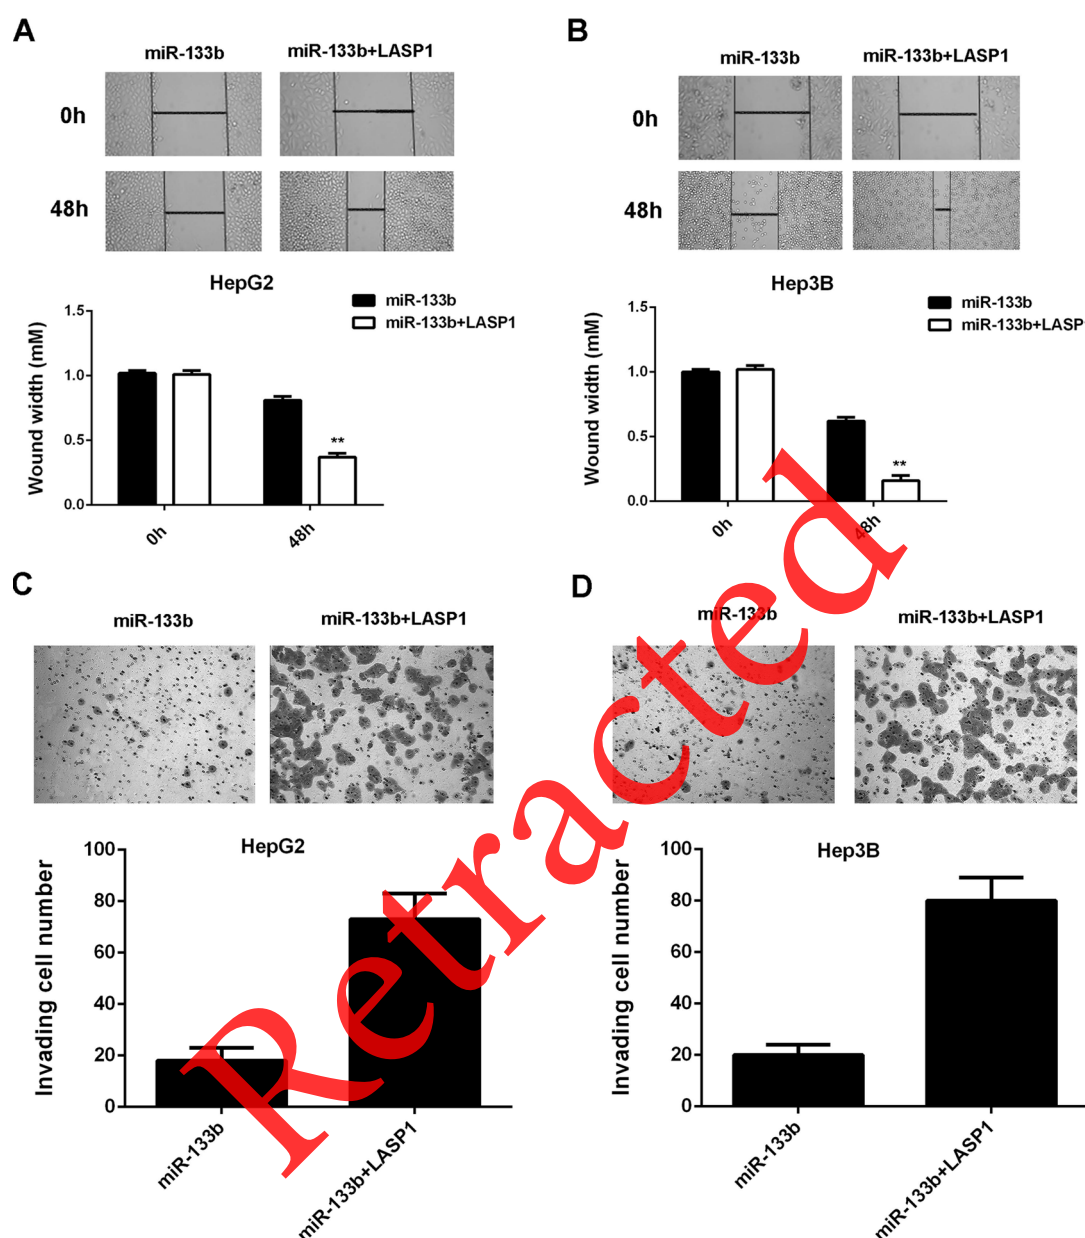 A
miR-133b
miR-133b+LASP1
0h
48h
HepG2
miR-133b
miR-133b+LASP1
Wound width (mM)
1.5
1.0
0.5
0.0
**
0h
48h
B
miR-133b
miR-133b+LASP1
0h
48h
Hep3B
miR-133b
miR-133b+LASP1
Wound width (mM)
1.5
1.0
0.5
0.0
**
0h
48h
C
miR-133b
miR-133b+LASP1
HepG2
Invading cell number
100
80
60
40
20
0
miR-133b
miR-133b+LASP1
D
miR-133b
miR-133b+LASP1
Hep3B
Invading cell number
100
80
60
40
20
0
miR-133b
miR-133b+LASP1
Retracted